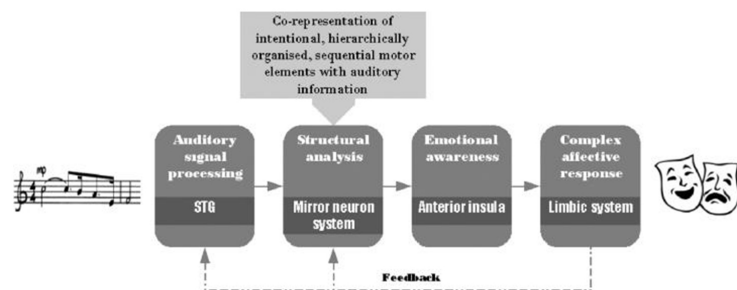 Co-representation of
intentional, hierarchically
organised, sequential motor
elements with auditory
information
Auditory
signal
processing
STG
Structural
analysis
Mirror neuron
system
Emotional
awareness
Anterior insula
Complex
affective
response
Limbic system
mp
Feedback